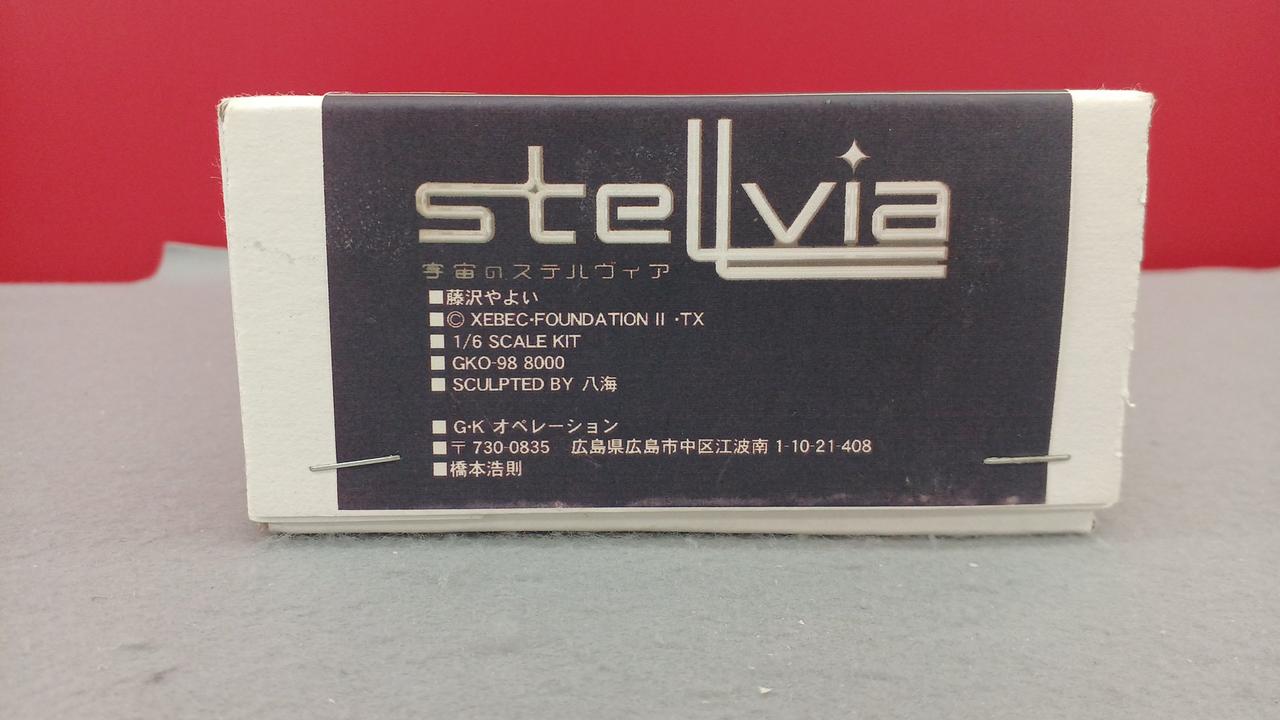 stellvia
宇宙のステルヴィア
■藤沢やよい
■© XEBEC・FOUNDATION II ・TX
■ 1/6 SCALE KIT
■ GKO-98 8000
■ SCULPTED BY 八海
■ G・K オペレーション
■〒730-0835 広島県広島市中区江波南 1-10-21-408
■橋本浩則